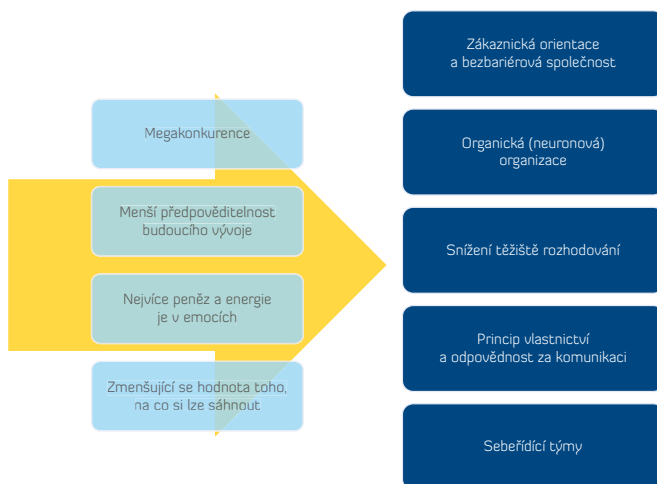 Megakonkurence
Menší předpověditelnost
budoucího vývoje
Nejvíce peněz a energie
je v emocích
Zmenšující se hodnota toho,
na co si lze sáhnout
Zákaznická orientace
a bezbariérová společnost
Organická (neuronová)
organizace
Snížení těžiště rozhodování
Princip vlastnictví
a odpovědnost za komunikaci
Sebeřídící týmy